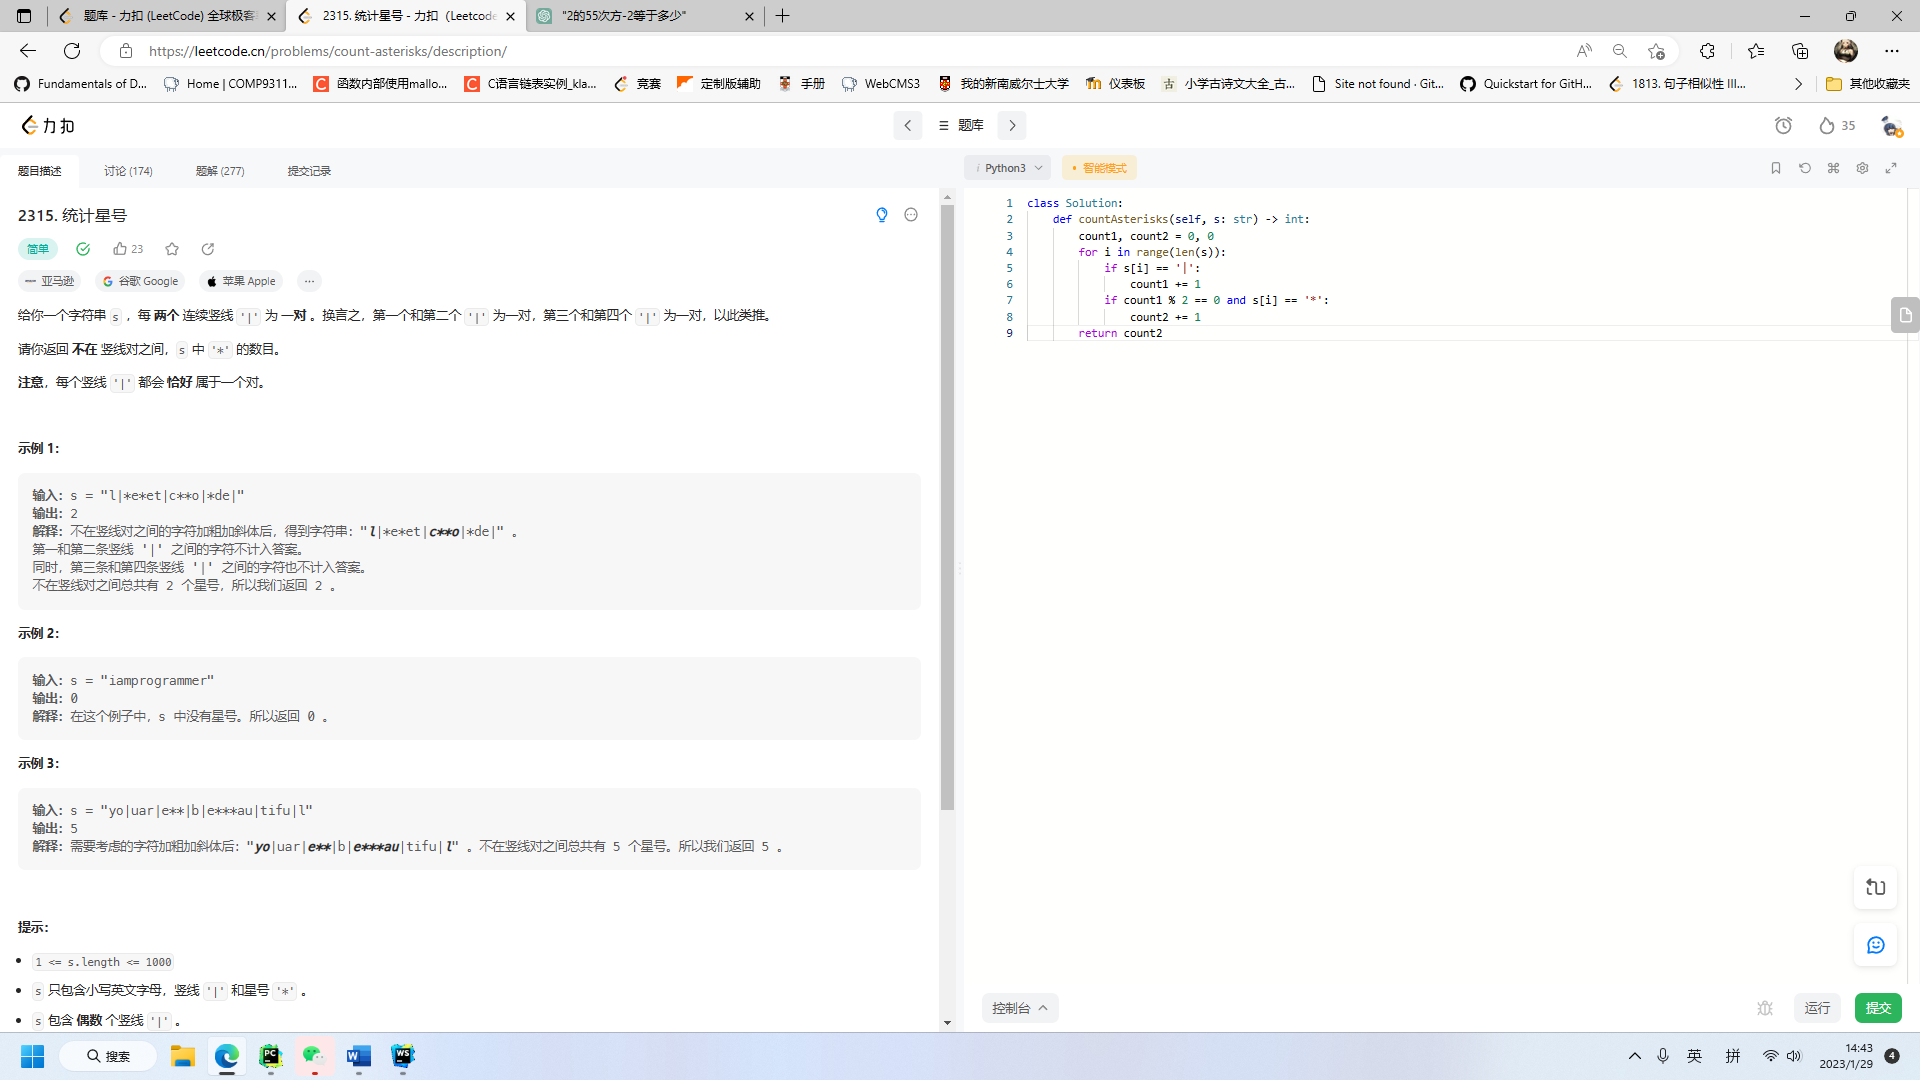 题库 - 力扣 (LeetCode) 全球极客
2315. 统计星号 - 力扣（Leetcode
"2的55次方-2等于多少"
https://leetcode.cn/problems/count-asterisks/description/
Fundamentals of D...
Home | COMP9311...
函数内部使用mallo...
C语言链表实例_kla...
竞赛
定制版辅助
手册
WebCMS3
我的新南威尔士大学
仪表板
小学古诗文大全_古...
Site not found · Git...
Quickstart for GitH...
1813. 句子相似性 III...
其他收藏夹
力扣
题库
35
题目描述
讨论 (174)
题解 (277)
提交记录
i Python3
• 智能模式
2315. 统计星号
简单
23
亚马逊
谷歌 Google
苹果 Apple
...
给你一个字符串 s ，每 两个 连续竖线 '|' 为 一对 。换言之，第一个和第二个 '|' 为一对，第三个和第四个 '|' 为一对，以此类推。
请你返回 不在 竖线对之间，s 中 '*' 的数目。
注意，每个竖线 '|' 都会 恰好 属于一个对。
示例 1：
输入：s = "l|*e*et|c**o|*de|"
输出：2
解释：不在竖线对之间的字符加粗加斜体后，得到字符串："l|*e*et|c**o|*de|" 。
第一和第二条竖线 '|' 之间的字符不计入答案。
同时，第三条和第四条竖线 '|' 之间的字符也不计入答案。
不在竖线对之间总共有 2 个星号，所以我们返回 2 。
示例 2：
输入：s = "iamprogrammer"
输出：0
解释：在这个例子中，s 中没有星号。所以返回 0 。
示例 3：
输入：s = "yo|uar|e**|b|e***au|tifu|l"
输出：5
解释：需要考虑的字符加粗加斜体后："yo|uar|e**|b|e***au|tifu|l" 。不在竖线对之间总共有 5 个星号。所以我们返回 5 。
提示：
1 <= s.length <= 1000
s 只包含小写英文字母，竖线 '|' 和星号 '*' 。
s 包含 偶数 个竖线 '|' 。
1 class Solution:
2 def countAsterisks(self, s: str) -> int:
3 count1, count2 = 0, 0
4 for i in range(len(s)):
5 if s[i] == '|':
6 count1 += 1
7 if count1 % 2 == 0 and s[i] == '*':
8 count2 += 1
9 return count2
控制台
运行
提交
搜索
英
拼
14:43
2023/1/29
4